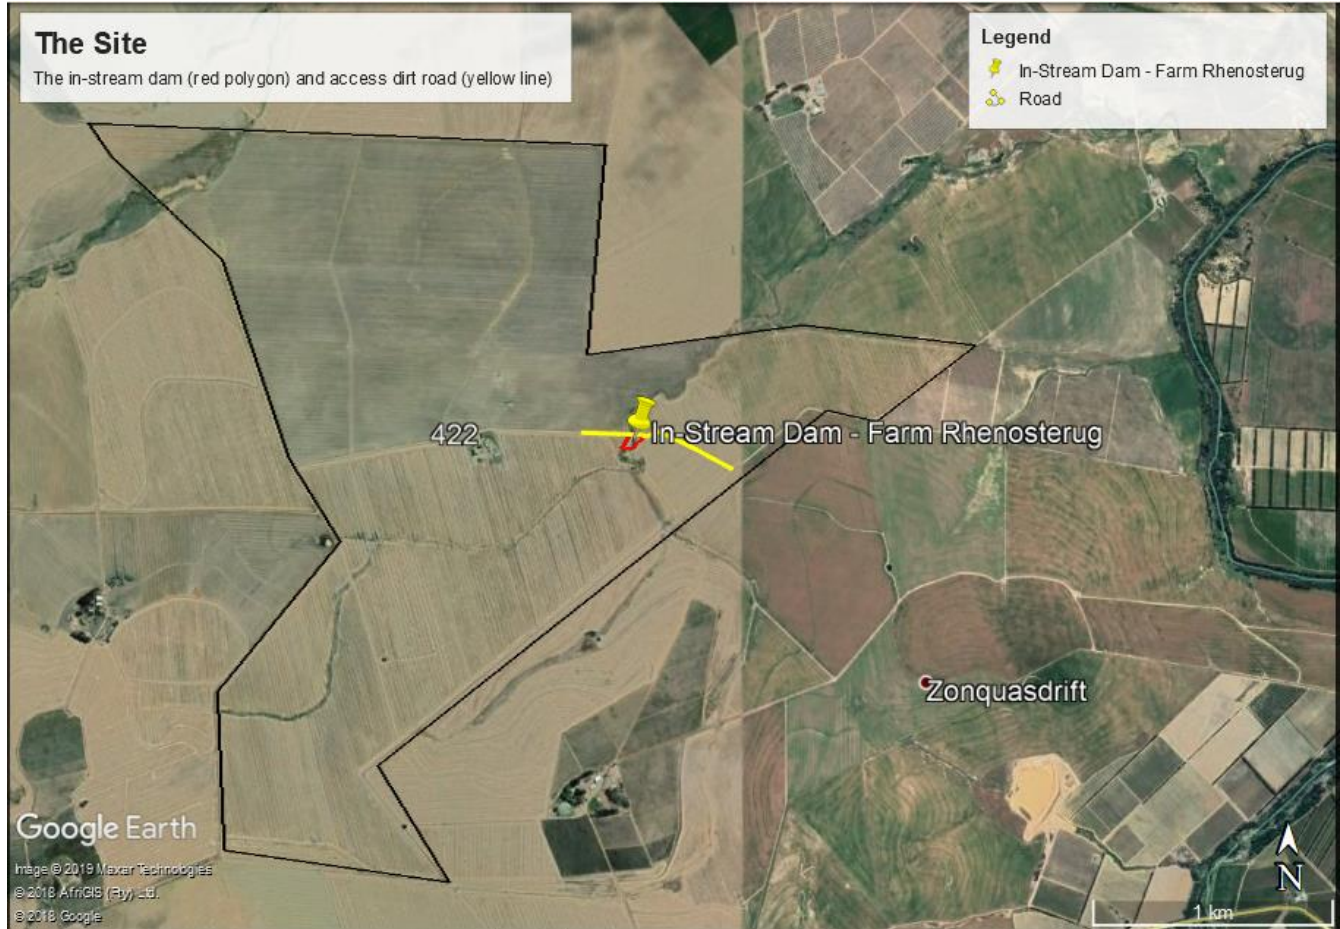 The Site
The in-stream dam (red polygon) and access dirt road (yellow line)
Legend
In-Stream Dam - Farm Rhenosterug
Road
422
In-Stream Dam - Farm Rhenosterug
Zonquasdrift
Google Earth
Image © 2019 Maxar Technologies
© 2018 AfriGIS (Pty) Ltd.
© 2018 Google
N
1 km